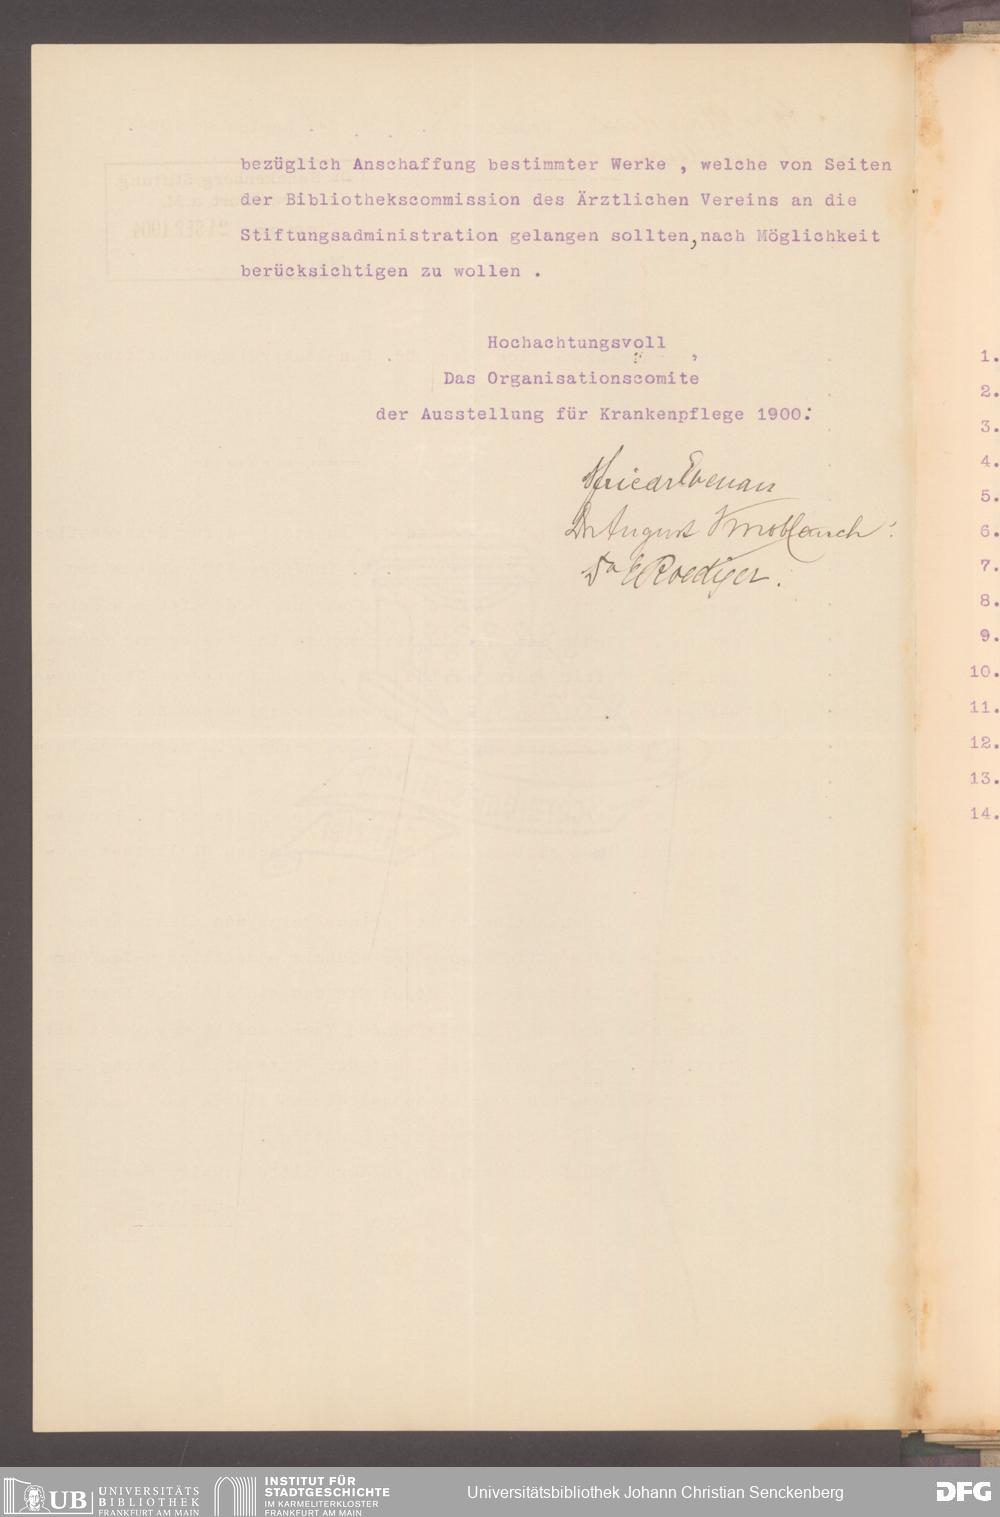 bezüglich Anschaffung bestimmter Werke , welche von Seiten
der Bibliothekscommission des Ärztlichen Vereins an die
Stiftungsadministration gelangen sollten, nach Möglichkeit
berücksichtigen zu wollen .
Hochachtungsvoll ,
Das Organisationscomite
der Ausstellung für Krankenpflege 1900:
Dr August Knoblauch .
Dr E Roediger .
1.
2.
3.
4.
5.
6.
7.
8.
9.
10.
11.
12.
13.
14.
UB UNIVERSITÄTS
BIBLIOTHEK
FRANKFURT AM MAIN
INSTITUT FÜR
STADTGESCHICHTE
IM KARMELITERKLOSTER
FRANKFURT AM MAIN
Universitätsbibliothek Johann Christian Senckenberg
DFG